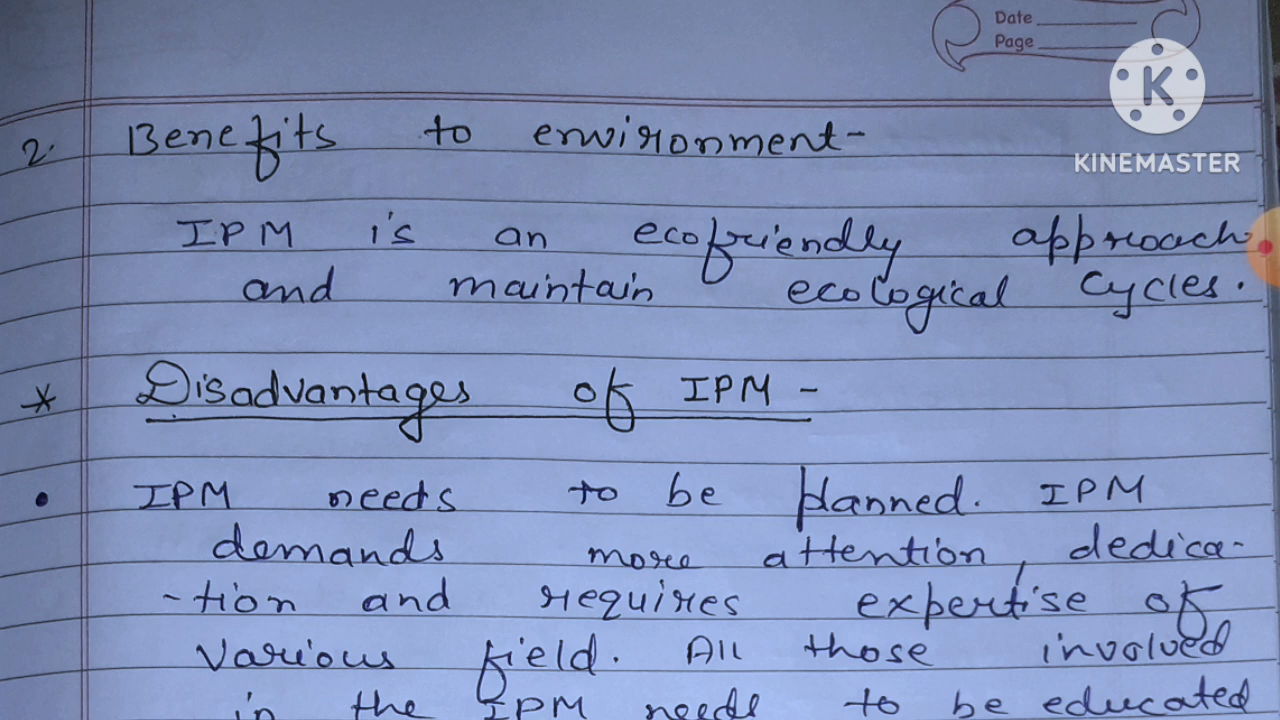 Date
Page
KINEMASTER
2. Benefits to environment-
IPM is an ecofriendly approach
and maintain ecological cycles.
* Disadvantages of IPM -
• IPM needs to be planned. IPM
demands more attention, dedica-
-tion and requires expertise of
various field. All those involved
in the IPM needs to be educated